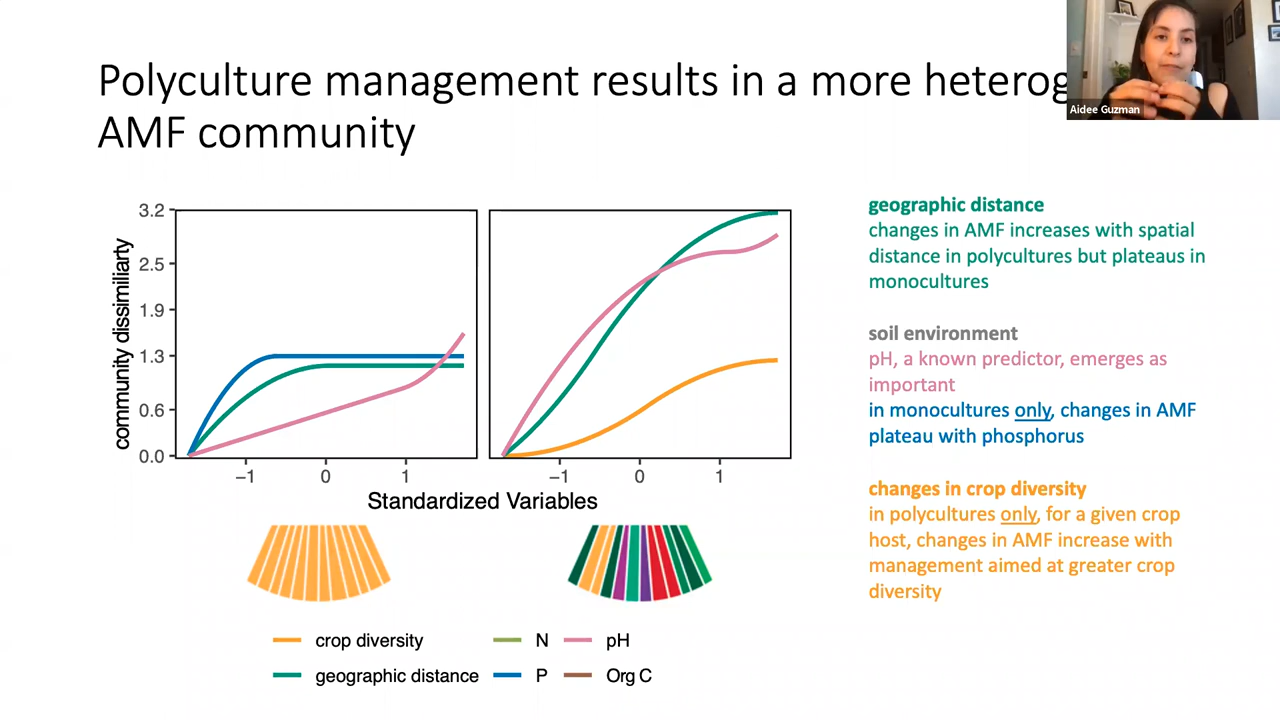 Polyculture management results in a more heterog
AMF community
Aidee Guzman
3.2
2.5
1.9
1.3
0.6
0.0
community dissimiliarty
−1 0 1
−1 0 1
Standardized Variables
crop diversity
N
pH
geographic distance
P
Org C
geographic distance
changes in AMF increases with spatial
distance in polycultures but plateaus in
monocultures
soil environment
pH, a known predictor, emerges as
important
in monocultures only, changes in AMF
plateau with phosphorus
changes in crop diversity
in polycultures only, for a given crop
host, changes in AMF increase with
management aimed at greater crop
diversity